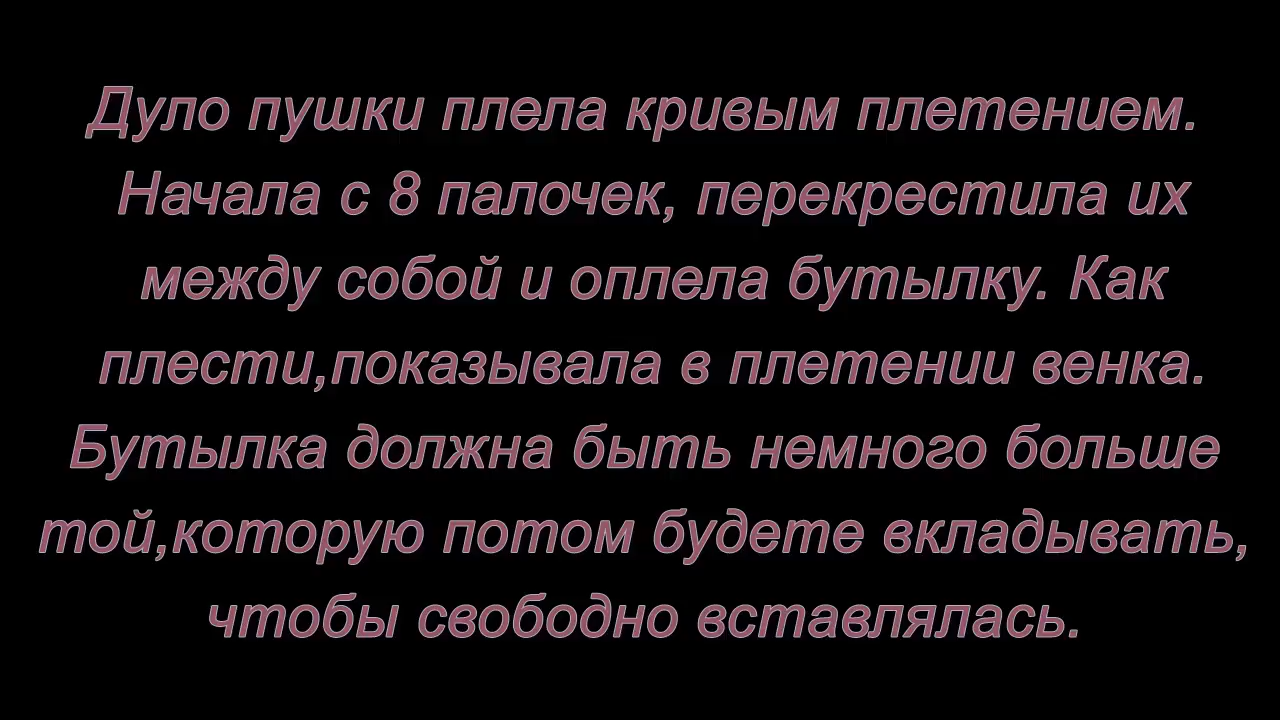 Дуло пушки плела кривым плетением.
Начала с 8 палочек, перекрестила их
между собой и оплела бутылку. Как
плести,показывала в плетении венка.
Бутылка должна быть немного больше
той,которую потом будете вкладывать,
чтобы свободно вставлялась.